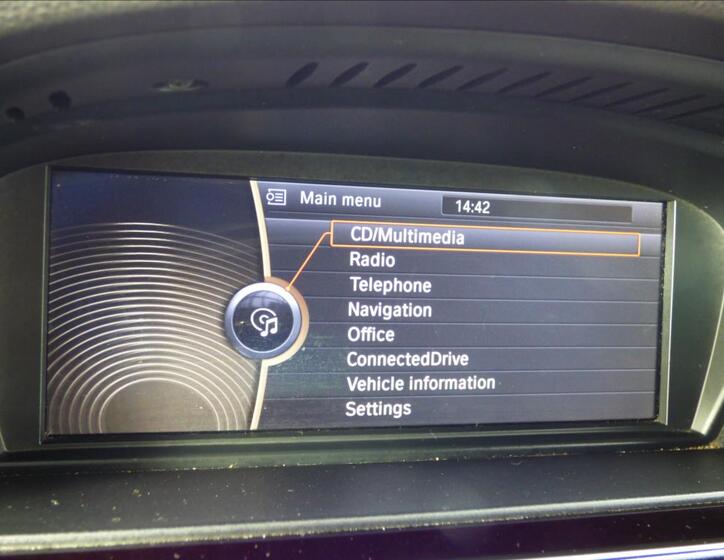 Main menu 14:42
CD/Multimedia
Radio
Telephone
Navigation
Office
ConnectedDrive
Vehicle information
Settings